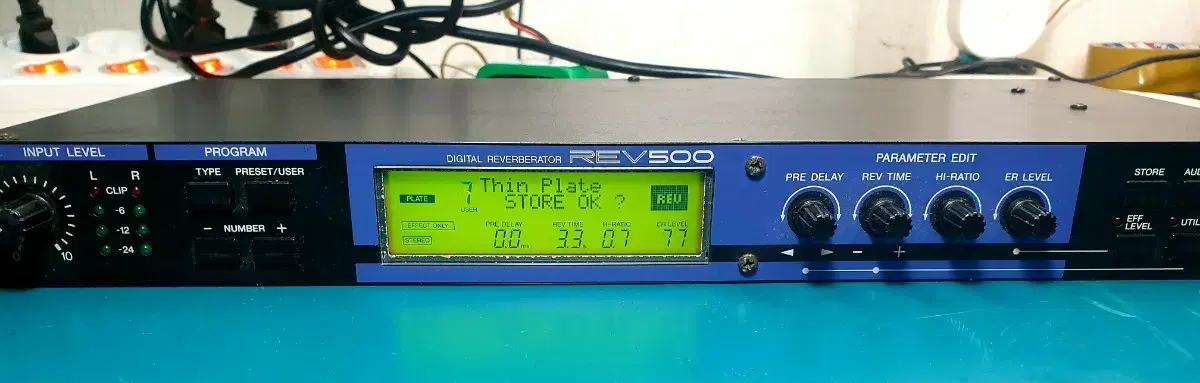 INPUT LEVEL
PROGRAM
DIGITAL REVERBERATOR REV500
PARAMETER EDIT
L R
CLIP
-6
-12
-24
0
10
TYPE PRESET/USER
- NUMBER +
7 Thin Plate
STORE OK ?
PLATE
USER
REV
EFFECT ONLY
STEREO
PRE DELAY REV TIME HI-RATIO ER LEVEL
0.0ms 3.3s 0.7 77
PRE DELAY REV TIME HI-RATIO ER LEVEL
- +
STORE
EFF
LEVEL